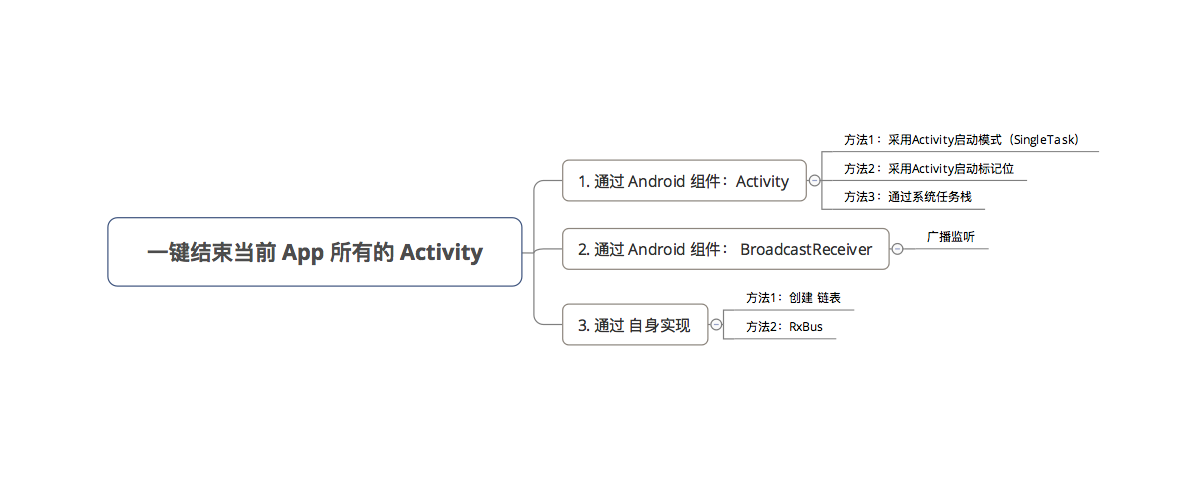 一键结束当前 App 所有的 Activity
1. 通过 Android 组件：Activity
方法1：采用Activity启动模式（SingleTask）
方法2：采用Activity启动标记位
方法3：通过系统任务栈
2. 通过 Android 组件： BroadcastReceiver
广播监听
3. 通过 自身实现
方法1：创建 链表
方法2：RxBus